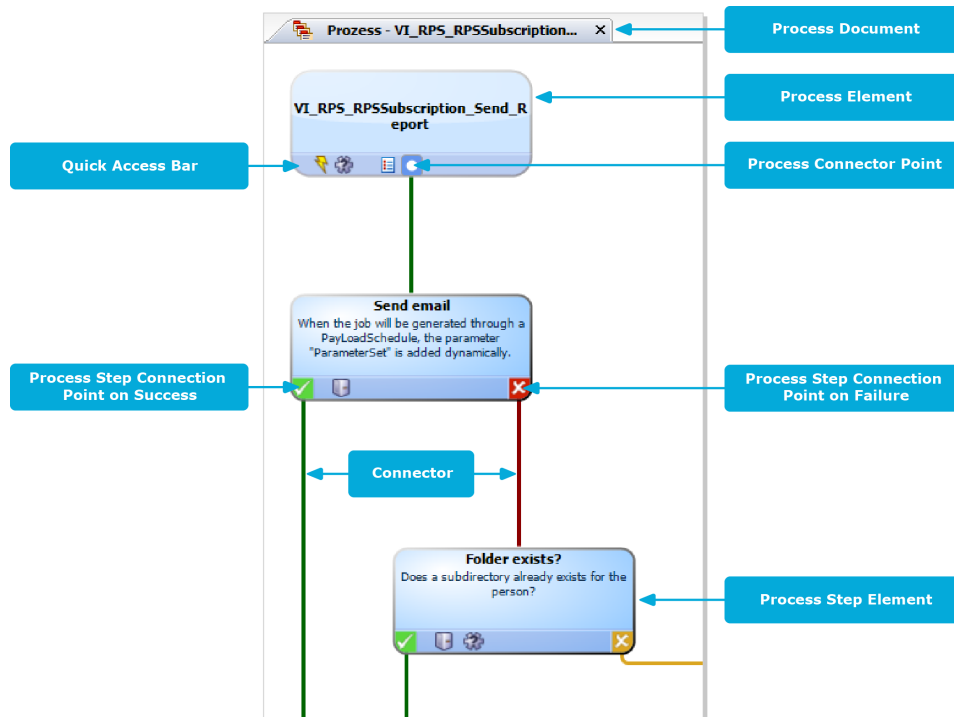 Prozess - VI_RPS_RPSSubscription...
Process Document
VI_RPS_RPSSubscription_Send_R
eport
Process Element
Quick Access Bar
Process Connector Point
Send email
When the job will be generated through a
PayLoadSchedule, the parameter
"ParameterSet" is added dynamically.
Process Step Connection
Point on Success
Process Step Connection
Point on Failure
Connector
Folder exists?
Does a subdirectory already exists for the
person?
Process Step Element